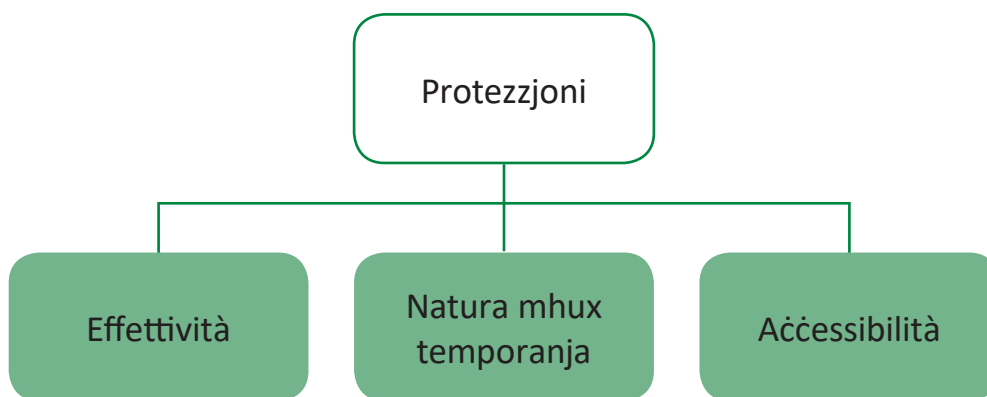 Protezzjoni
Effettività
Natura mhux
temporanja
Aċċessibilità